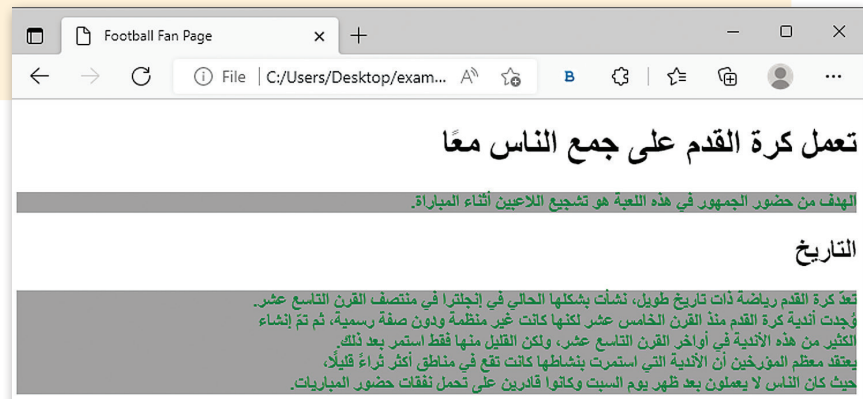 Football Fan Page
File C:/Users/Desktop/exam...
تعمل كرة القدم على جمع الناس معًا
الهدف من حضور الجمهور في هذه اللعبة هو تشجيع اللاعبين أثناء المباراة.
التاريخ
تعدّ كرة القدم رياضة ذات تاريخ طويل، نشأت بشكلها الحالي في إنجلترا في منتصف القرن التاسع عشر.
وُجدت أندية كرة القدم منذ القرن الخامس عشر لكنها كانت غير منظمة ودون صفة رسمية، ثم تمّ إنشاء
الكثير من هذه الأندية في أواخر القرن التاسع عشر، ولكن القليل منها فقط استمر بعد ذلك.
يعتقد معظم المؤرخين أن الأندية التي استمرت بنشاطها كانت تقع في مناطق أكثر ثراءً قليلًا،
حيث كان الناس لا يعملون بعد ظهر يوم السبت وكانوا قادرين على تحمل نفقات حضور المباريات.